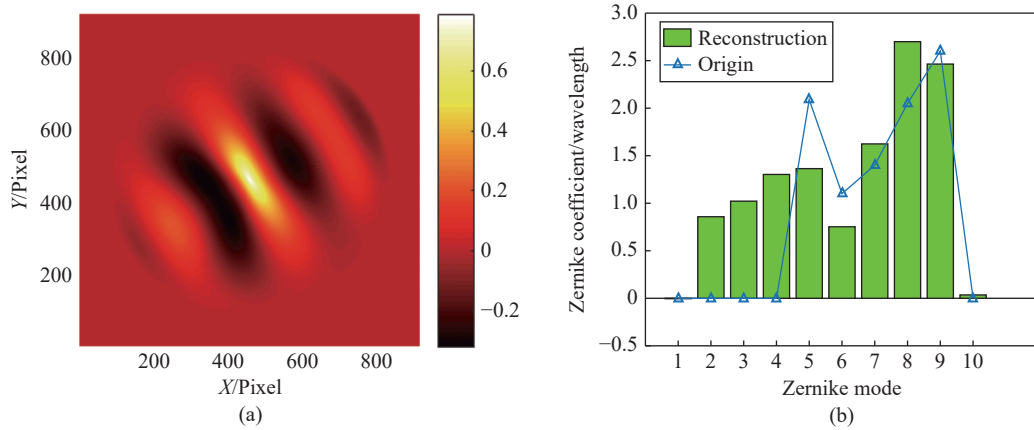 800
600
400
200
Y/Pixel
200
400
600
800
X/Pixel
(a)
0.6
0.4
0.2
0
−0.2
3.0
2.5
2.0
1.5
1.0
0.5
0
−0.5
Zernike coefficient/wavelength
Reconstruction
Origin
1 2 3 4 5 6 7 8 9 10
Zernike mode
(b)